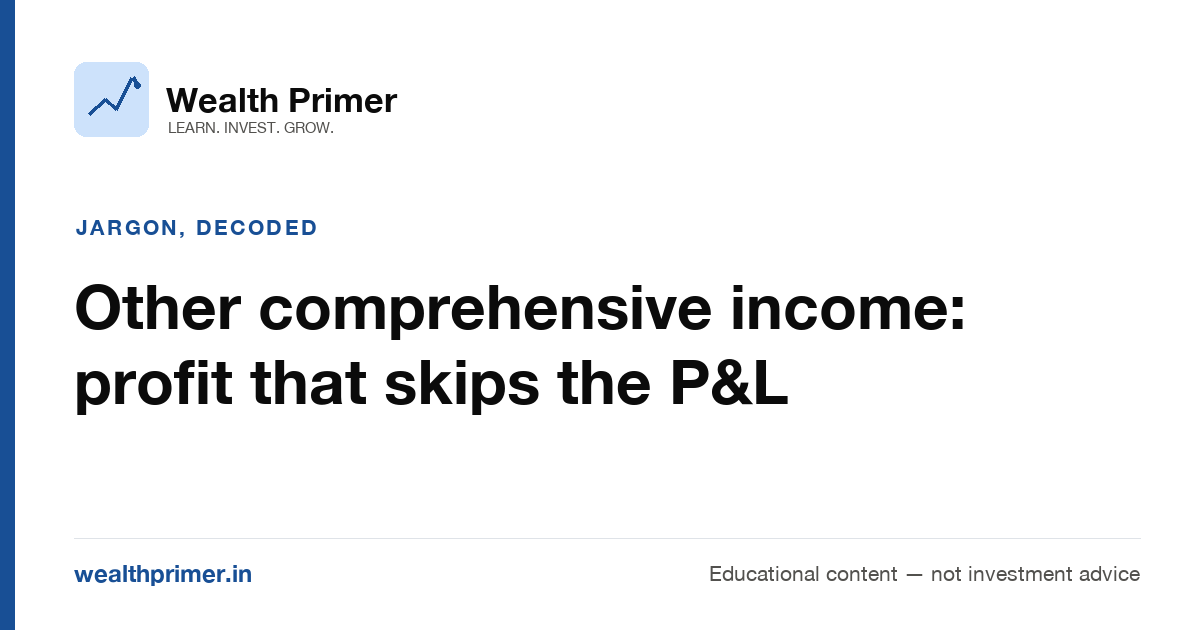 Wealth Primer
LEARN. INVEST. GROW.
JARGON, DECODED
Other comprehensive income:
profit that skips the P&L
wealthprimer.in
Educational content — not investment advice